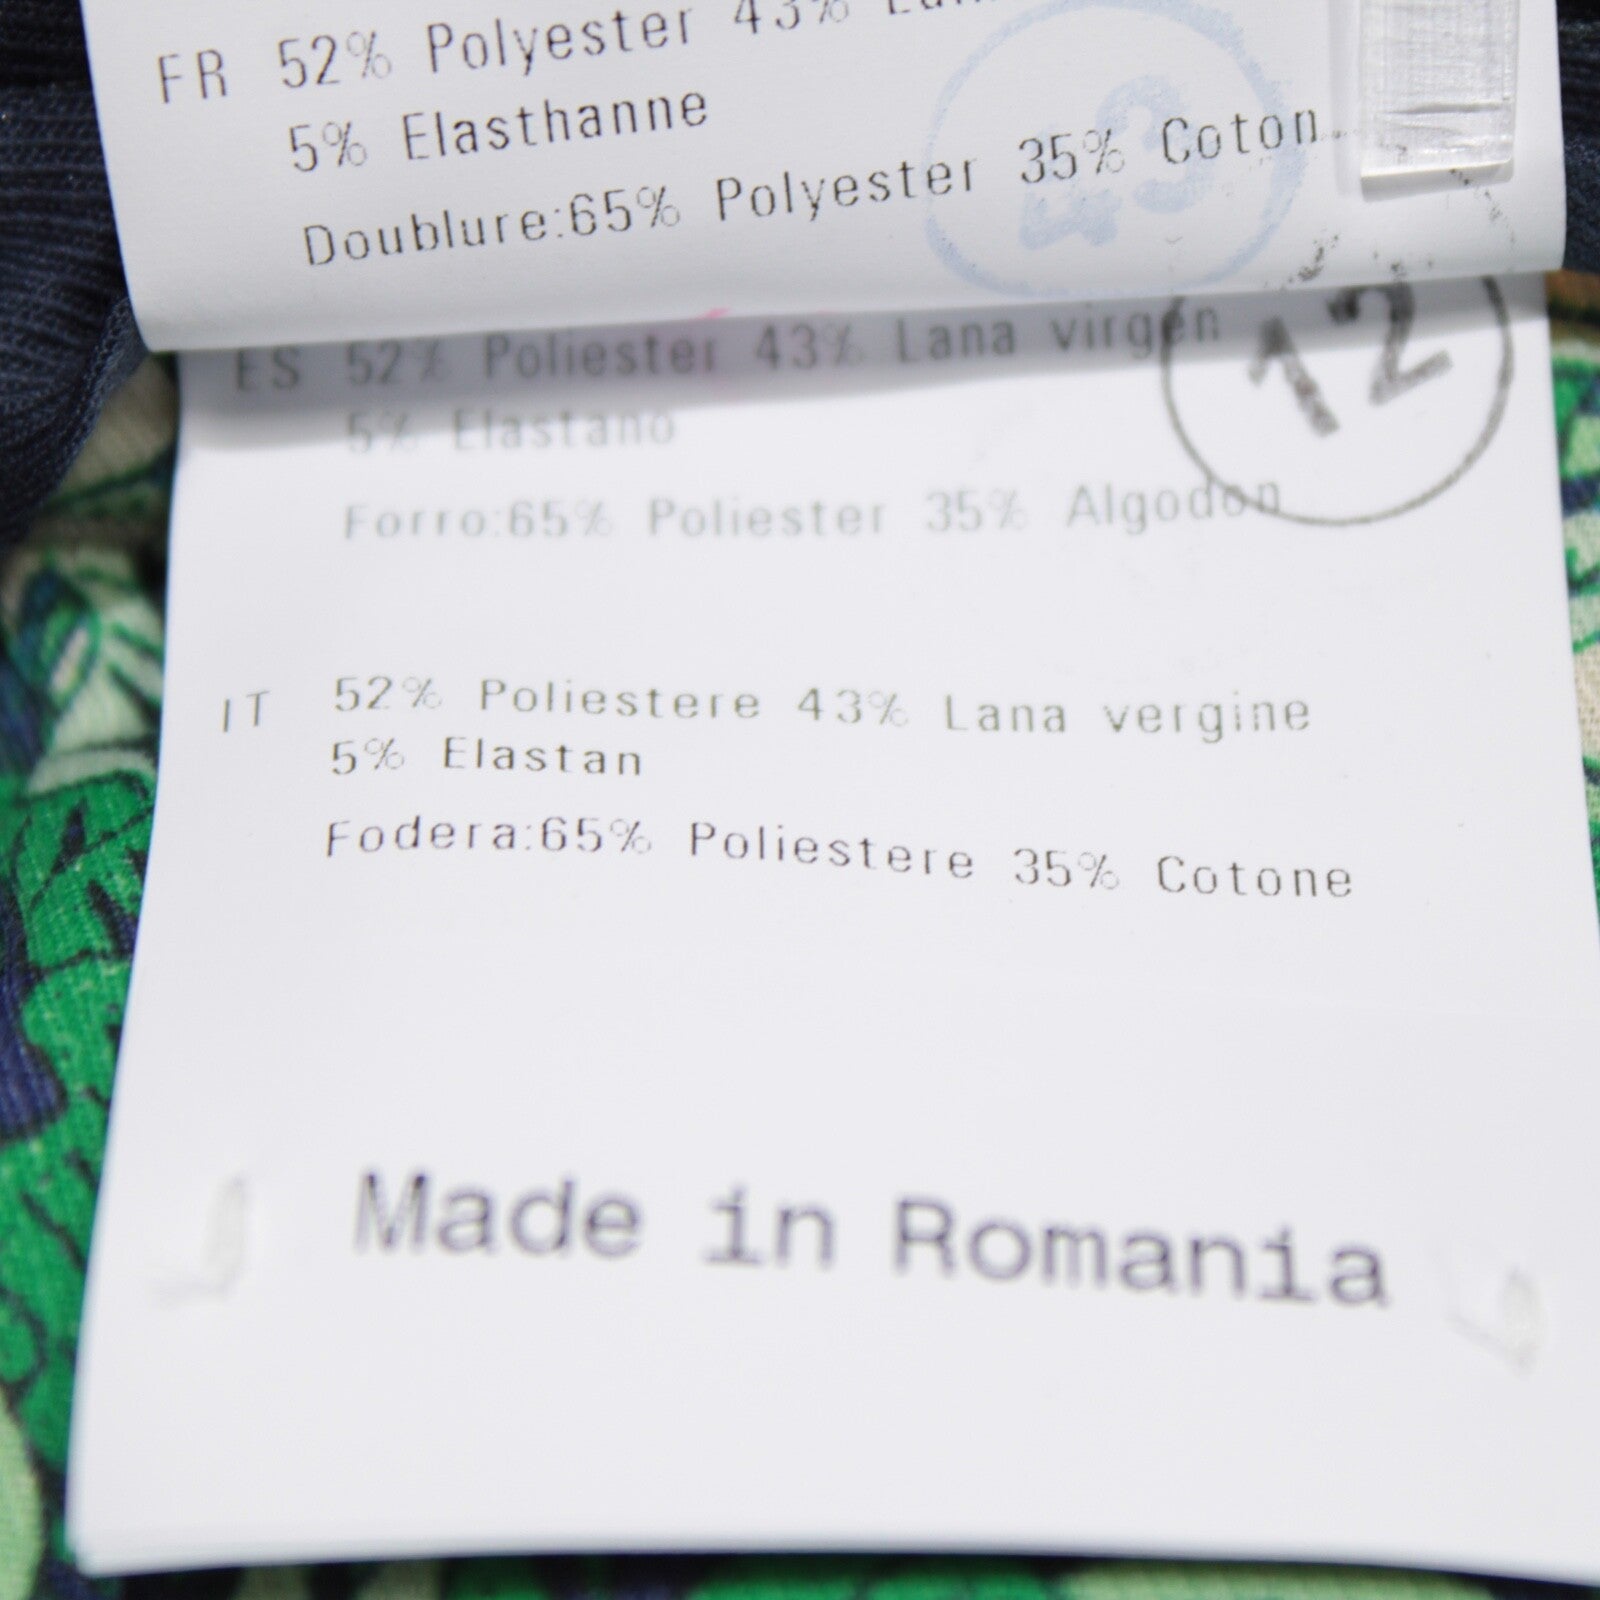 FR 52% Polyester 43%
5% Elasthanne
Doublure:65% Polyester 35% Coton
43
12
ES 52% Poliester 43% Lana virgen
5% Elastano
Forro:65% Poliester 35% Algodon
IT 52% Poliestere 43% Lana vergine
5% Elastan
Fodera:65% Poliestere 35% Cotone
Made in Romania